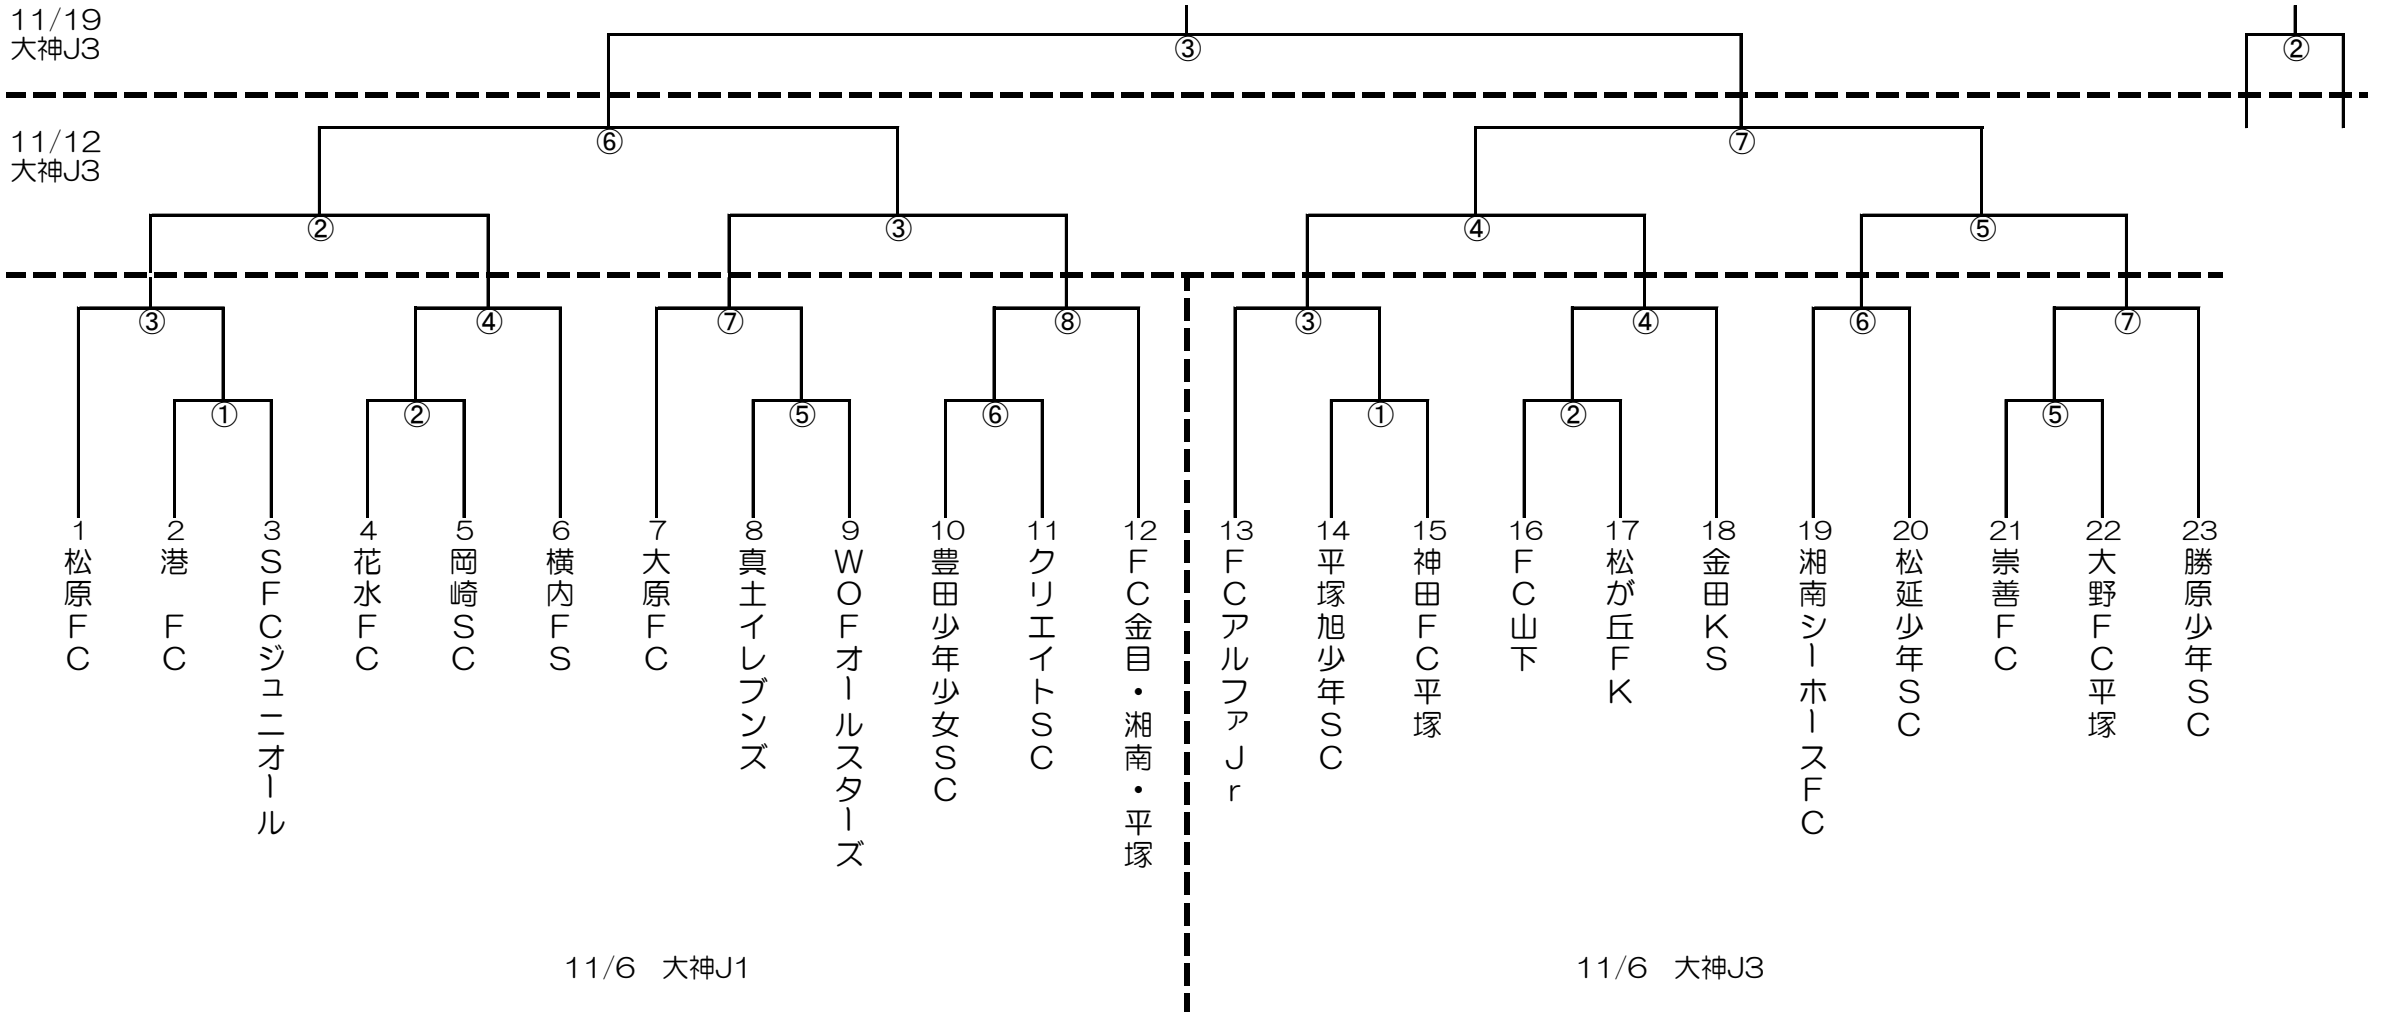 11/19
大神J3
③
②
11/12
大神J3
⑥
⑦
②
③
④
⑤
③
④
⑦
⑧
③
④
⑥
⑦
①
②
⑤
⑥
①
②
⑤
1 松原FC
2 港　FC
3 SFCジュニオール
4 花水FC
5 岡崎SC
6 横内FS
7 大原FC
8 真土イレブンズ
9 WOFオールスターズ
10 豊田少年少女SC
11 クリエイトSC
12 FC金目・湘南・平塚
13 FCアルファJr
14 平塚旭少年SC
15 神田FC平塚
16 FC山下
17 松が丘FK
18 金田KS
19 湘南シーホースFC
20 松延少年SC
21 崇善FC
22 大野FC平塚
23 勝原少年SC
11/6　大神J1
11/6　大神J3